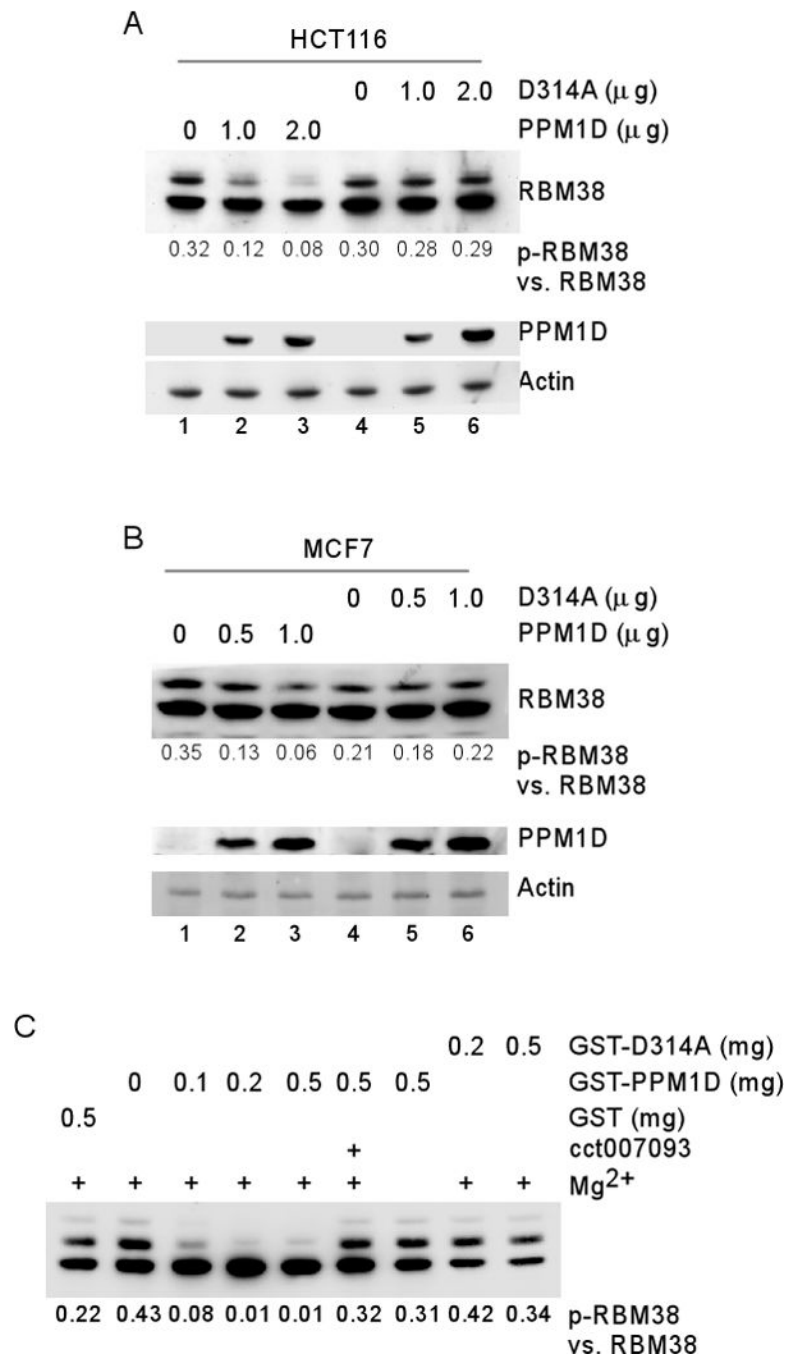 A
HCT116
0 1.0 2.0 D314A (μ g)
0 1.0 2.0 PPM1D (μ g)
RBM38
0.32 0.12 0.08 0.30 0.28 0.29 p-RBM38
vs. RBM38
PPM1D
Actin
1 2 3 4 5 6
B
MCF7
0 0.5 1.0 D314A (μ g)
0 0.5 1.0 PPM1D (μ g)
RBM38
0.35 0.13 0.06 0.21 0.18 0.22 p-RBM38
vs. RBM38
PPM1D
Actin
1 2 3 4 5 6
C
0.2 0.5 GST-D314A (mg)
0 0.1 0.2 0.5 0.5 0.5 GST-PPM1D (mg)
0.5 GST (mg)
+ cct007093
+ + + + + + + + Mg2+
0.22 0.43 0.08 0.01 0.01 0.32 0.31 0.42 0.34 p-RBM38
vs. RBM38